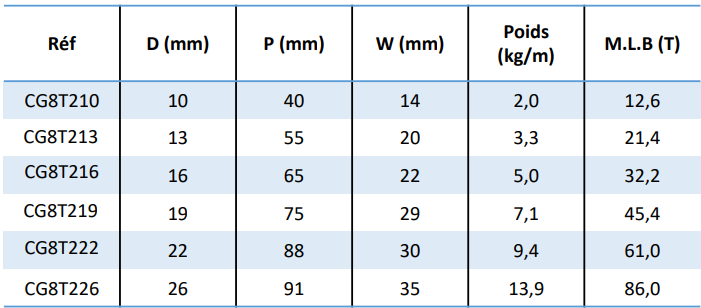 Réf D (mm) P (mm) W (mm) Poids (kg/m) M.L.B (T)
CG8T210 10 40 14 2,0 12,6
CG8T213 13 55 20 3,3 21,4
CG8T216 16 65 22 5,0 32,2
CG8T219 19 75 29 7,1 45,4
CG8T222 22 88 30 9,4 61,0
CG8T226 26 91 35 13,9 86,0